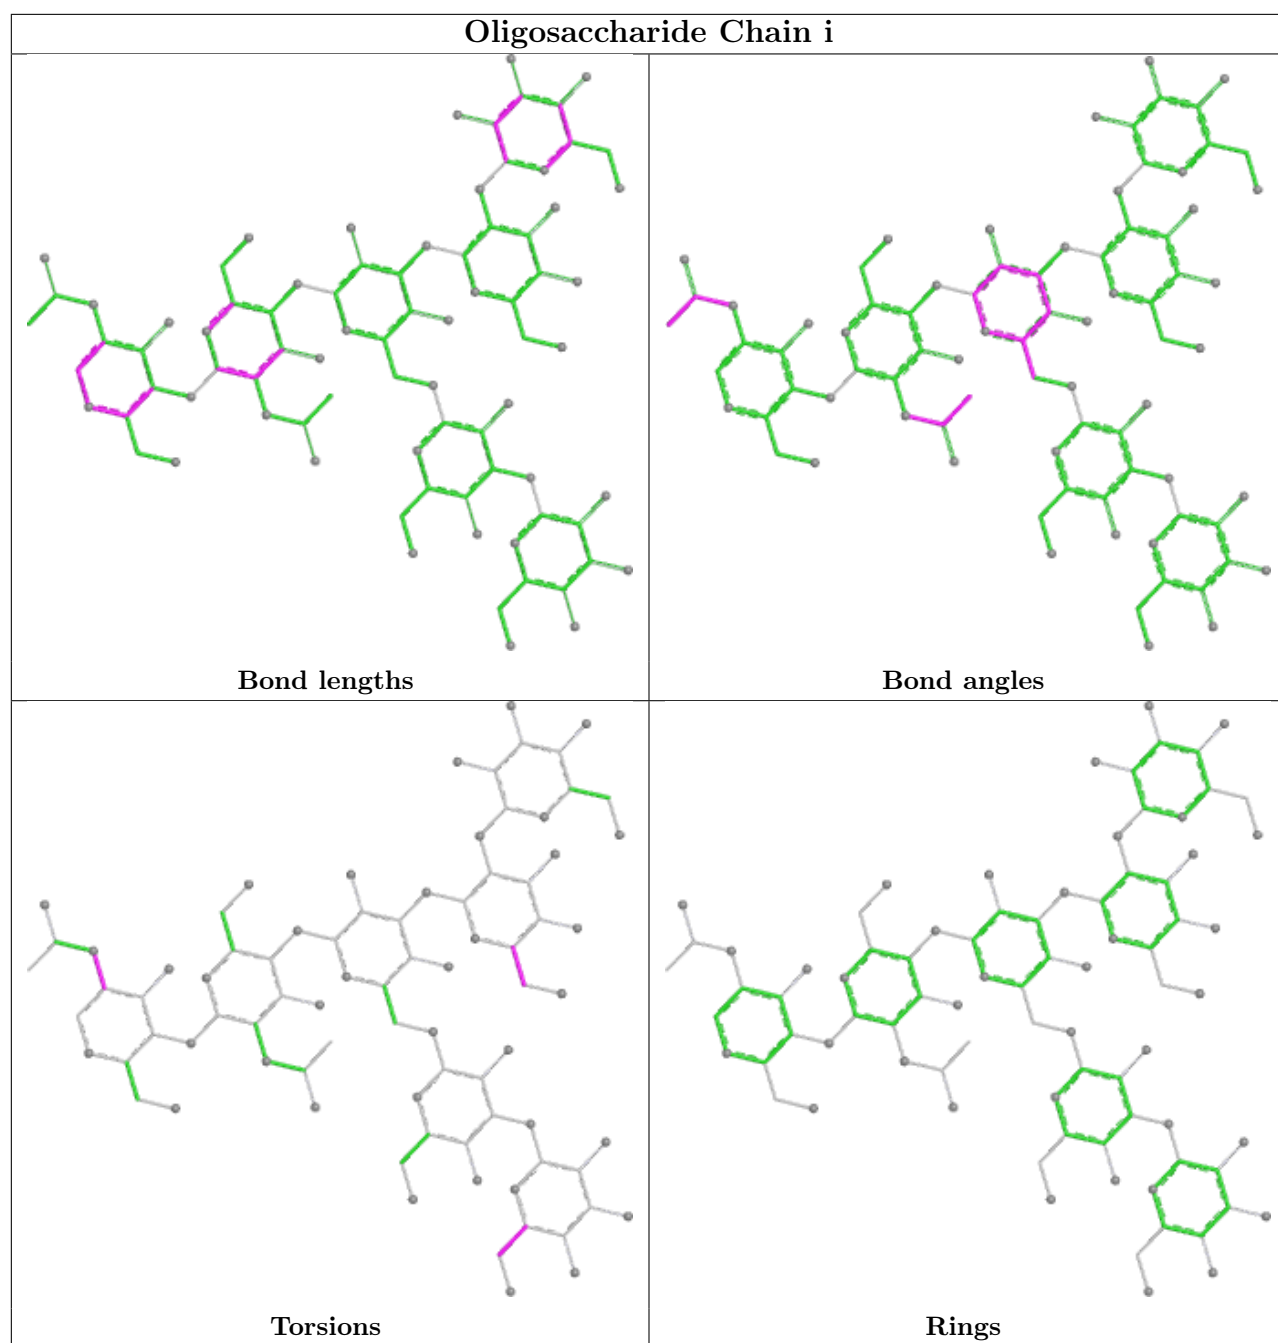 Oligosaccharide Chain i
Bond lengths
Bond angles
Torsions
Rings